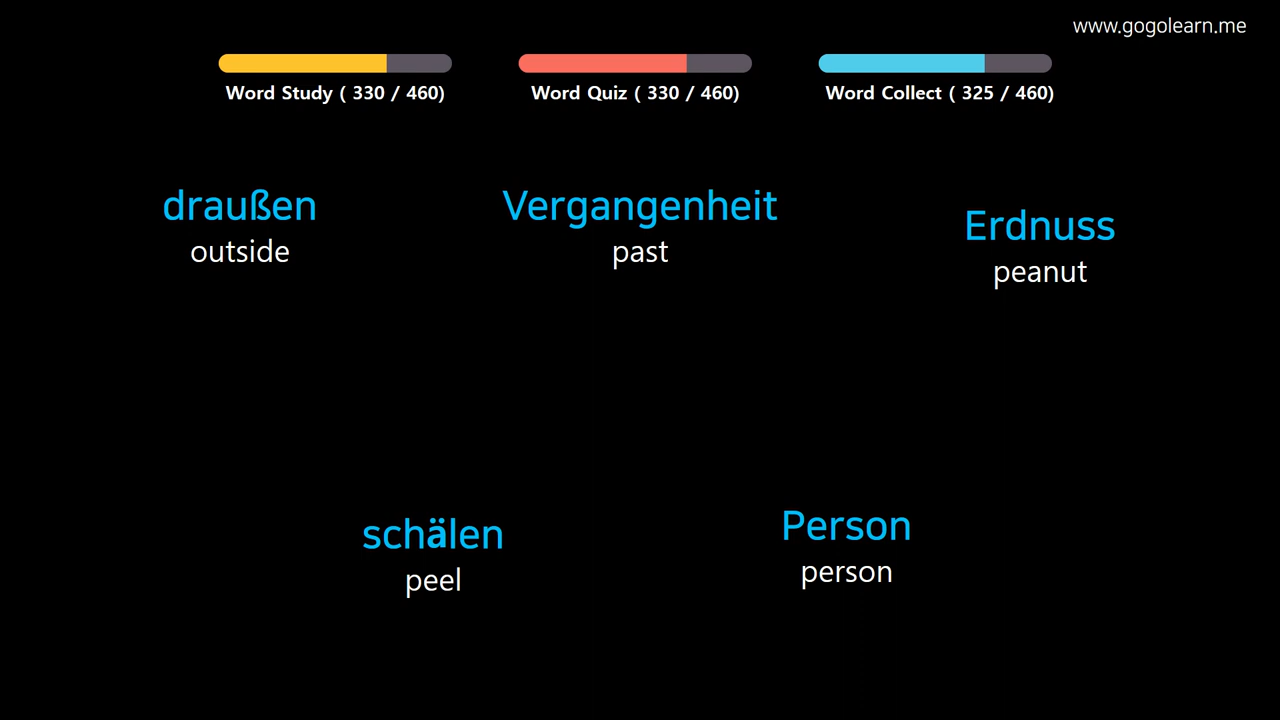 www.gogolearn.me
Word Study ( 330 / 460)
Word Quiz ( 330 / 460)
Word Collect ( 325 / 460)
draußen
outside
Vergangenheit
past
Erdnuss
peanut
schälen
peel
Person
person